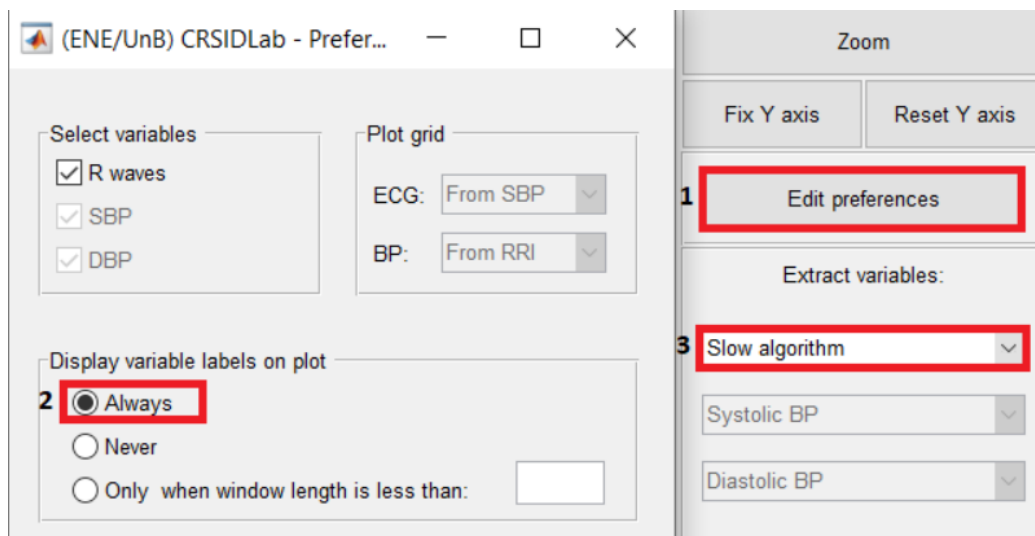 (ENE/UnB) CRSIDLab - Prefer...
Select variables
R waves
SBP
DBP
Plot grid
ECG: From SBP
BP: From RRI
Display variable labels on plot
2 Always
Never
Only when window length is less than:
Zoom
Fix Y axis Reset Y axis
1 Edit preferences
Extract variables:
3 Slow algorithm
Systolic BP
Diastolic BP